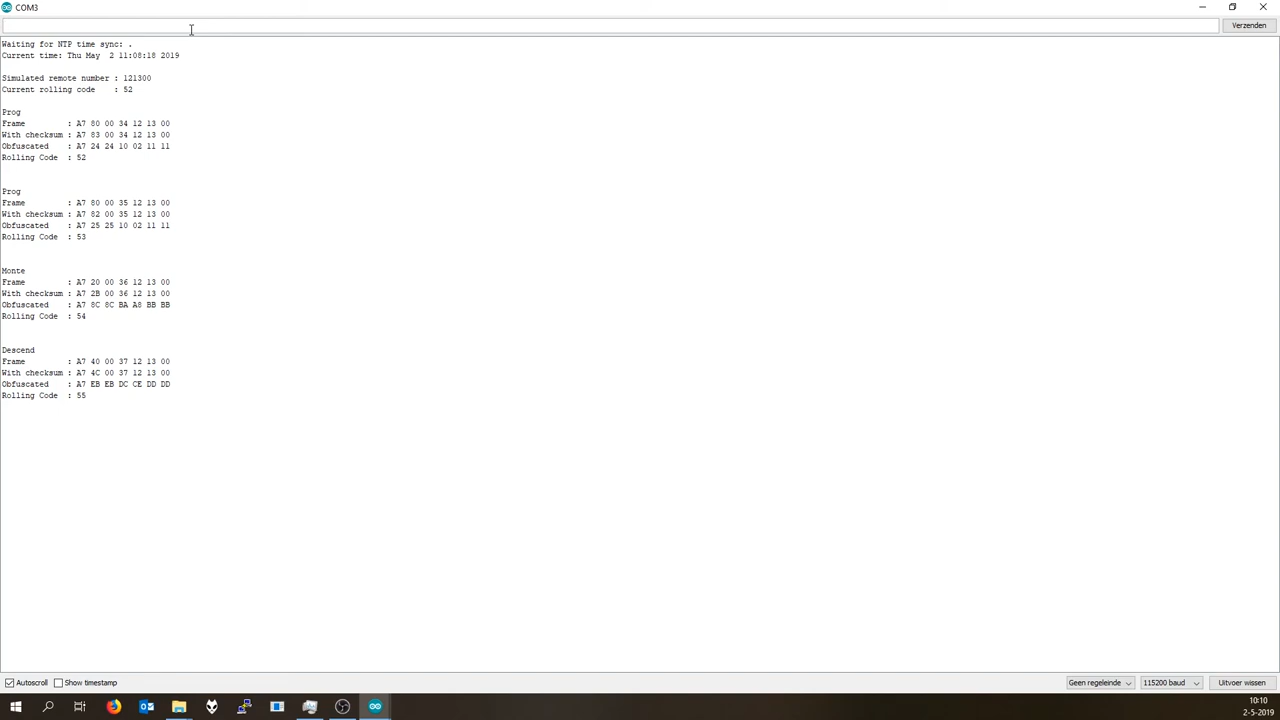 COM3
Verzenden
Waiting for NTP time sync: .
Current time: Thu May  2 11:08:18 2019
Simulated remote number : 121300
Current rolling code    : 52
Prog
Frame         : A7 80 00 34 12 13 00
With checksum : A7 83 00 34 12 13 00
Obfuscated    : A7 24 24 10 02 11 11
Rolling Code  : 52
Prog
Frame         : A7 80 00 35 12 13 00
With checksum : A7 82 00 35 12 13 00
Obfuscated    : A7 25 25 10 02 11 11
Rolling Code  : 53
Monte
Frame         : A7 20 00 36 12 13 00
With checksum : A7 2B 00 36 12 13 00
Obfuscated    : A7 8C 8C BA A8 BB BB
Rolling Code  : 54
Descend
Frame         : A7 40 00 37 12 13 00
With checksum : A7 4C 00 37 12 13 00
Obfuscated    : A7 EB EB DC CE DD DD
Rolling Code  : 55
Autoscroll Show timestamp Geen regeleinde 115200 baud Uitvoer wissen
10:10
2-5-2019